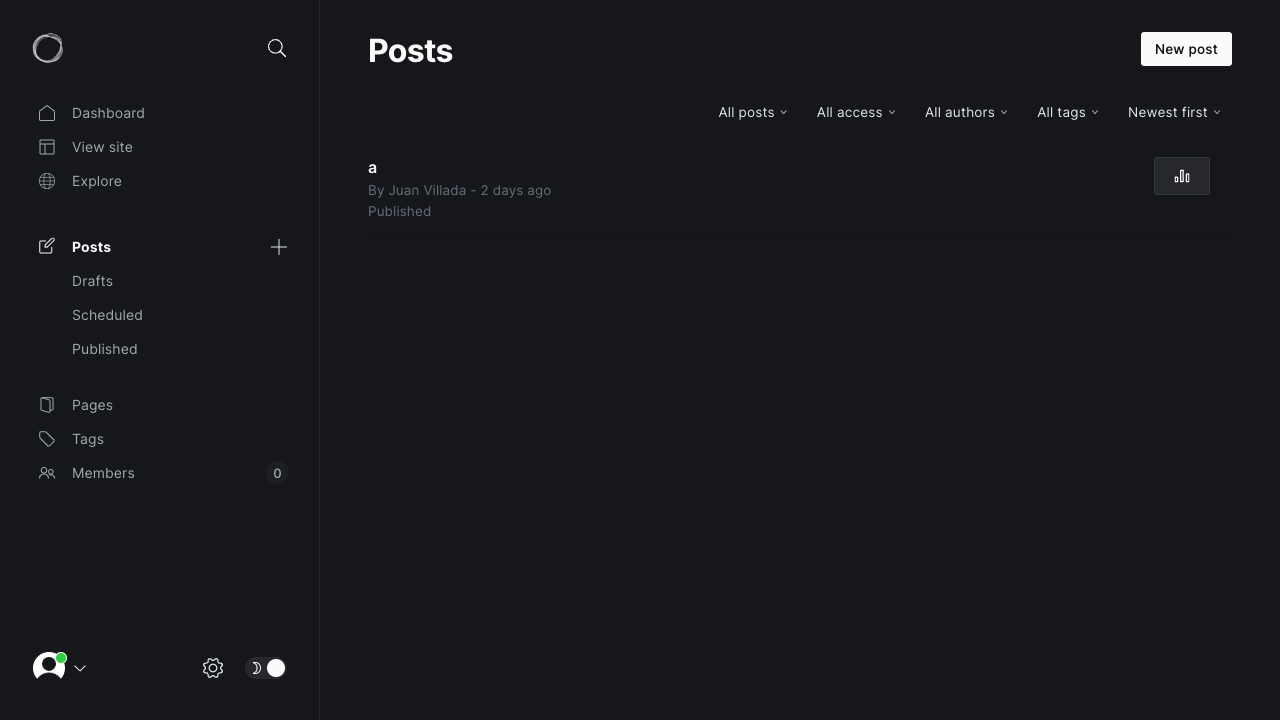 Dashboard
View site
Explore
Posts
Drafts
Scheduled
Published
Pages
Tags
Members 0
Posts
New post
All posts All access All authors All tags Newest first
a
By Juan Villada - 2 days ago
Published